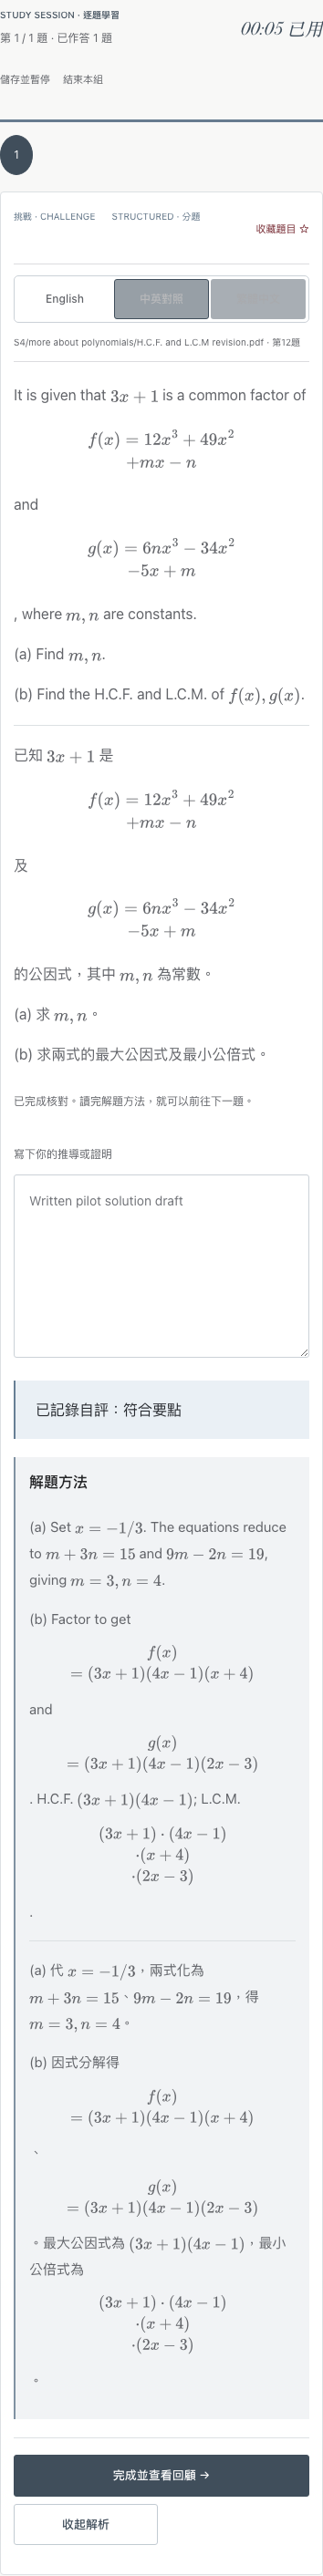 STUDY SESSION · 逐題學習
第 1 / 1 題 · 已作答 1 題
00:05 已用
儲存並暫停 結束本組
1
挑戰 · CHALLENGE STRUCTURED · 分題
收藏題目 ☆
English 中英對照
S4/more about polynomials/H.C.F. and L.C.M revision.pdf · 第12題
It is given that 3x + 1 is a common factor of
f(x) = 12x³ + 49x²
+mx − n
and
g(x) = 6nx³ − 34x²
−5x + m
, where m, n are constants.
(a) Find m, n.
(b) Find the H.C.F. and L.C.M. of f(x), g(x).
已知 3x + 1 是
f(x) = 12x³ + 49x²
+mx − n
及
g(x) = 6nx³ − 34x²
−5x + m
的公因式，其中 m, n 為常數。
(a) 求 m, n。
(b) 求兩式的最大公因式及最小公倍式。
已完成核對。讀完解題方法，就可以前往下一題。
寫下你的推導或證明
Written pilot solution draft
已記錄自評：符合要點
解題方法
(a) Set x = −1/3. The equations reduce
to m + 3n = 15 and 9m − 2n = 19,
giving m = 3, n = 4.
(b) Factor to get
f(x)
= (3x + 1)(4x − 1)(x + 4)
and
g(x)
= (3x + 1)(4x − 1)(2x − 3)
. H.C.F. (3x + 1)(4x − 1); L.C.M.
(3x + 1) · (4x − 1)
·(x + 4)
·(2x − 3)
.
(a) 代 x = −1/3，兩式化為
m + 3n = 15、9m − 2n = 19，得
m = 3, n = 4。
(b) 因式分解得
f(x)
= (3x + 1)(4x − 1)(x + 4)
、
g(x)
= (3x + 1)(4x − 1)(2x − 3)
。最大公因式為 (3x + 1)(4x − 1)，最小
公倍式為
(3x + 1) · (4x − 1)
·(x + 4)
·(2x − 3)
。
完成並查看回顧 →
收起解析